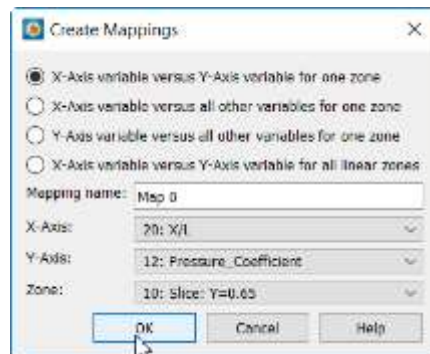 Create Mappings
X-Axis variable versus Y-Axis variable for one zone
X-Axis variable versus all other variables for one zone
Y-Axis variable versus all other variables for one zone
X-Axis variable versus Y-Axis variable for all linear zones
Mapping name: Map 0
X-Axis: 20: X/L
Y-Axis: 12: Pressure_Coefficient
Zone: 10: Slice: Y=0.65
OK Cancel Help